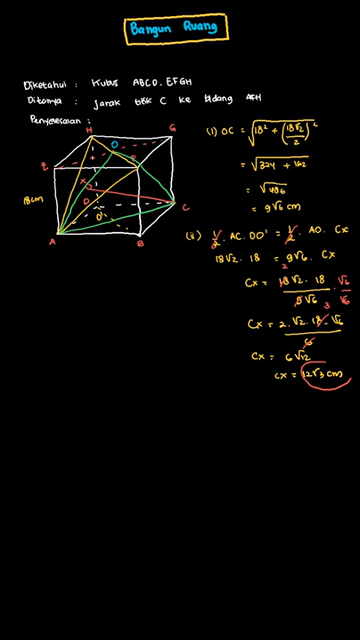 Bangun Ruang
Diketahui : Kubus ABCD.EFGH
Ditanya : jarak titik C ke bidang AFH
Penyelesaian :
H
O
G
E
F
18cm
X
P
O'
C
A
B
(i) OC = √(18² + (18√2/2)²)
= √(324 + 162)
= √486
= 9√6 cm
(ii) 1/2 . AC . OO' = 1/2 . AO . Cx
18√2 . 18 = 9√6 . Cx
Cx = 2 18√2 . 18 / 9√6 3 . √6/√6
Cx = 2 . √2 . 18 . √6 / 6
Cx = 6√12
Cx = 12√3 cm